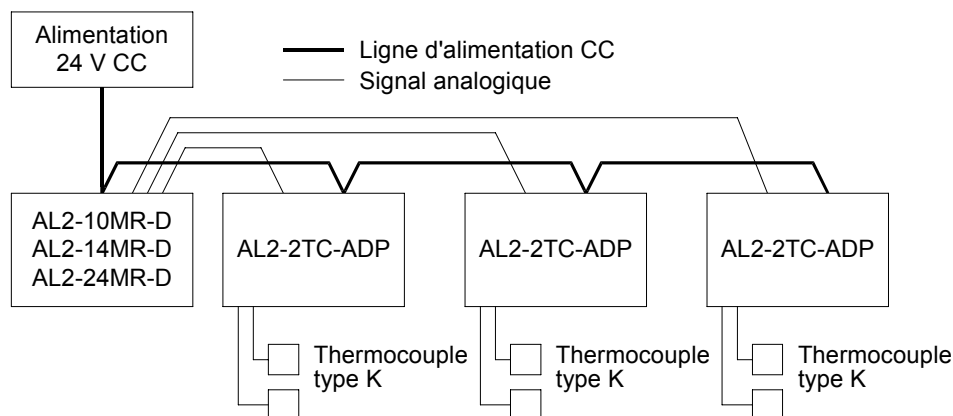 Alimentation
24 V CC
Ligne d'alimentation CC
Signal analogique
AL2-10MR-D
AL2-14MR-D
AL2-24MR-D
AL2-2TC-ADP
AL2-2TC-ADP
AL2-2TC-ADP
Thermocouple
type K
Thermocouple
type K
Thermocouple
type K